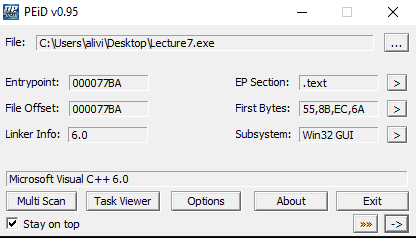 PEiD v0.95
File: C:\Users\alivi\Desktop\Lecture7.exe ...
Entrypoint: 000077BA EP Section: .text >
File Offset: 000077BA First Bytes: 55,8B,EC,6A >
Linker Info: 6.0 Subsystem: Win32 GUI >
Microsoft Visual C++ 6.0
Multi Scan Task Viewer Options About Exit
Stay on top »» ->